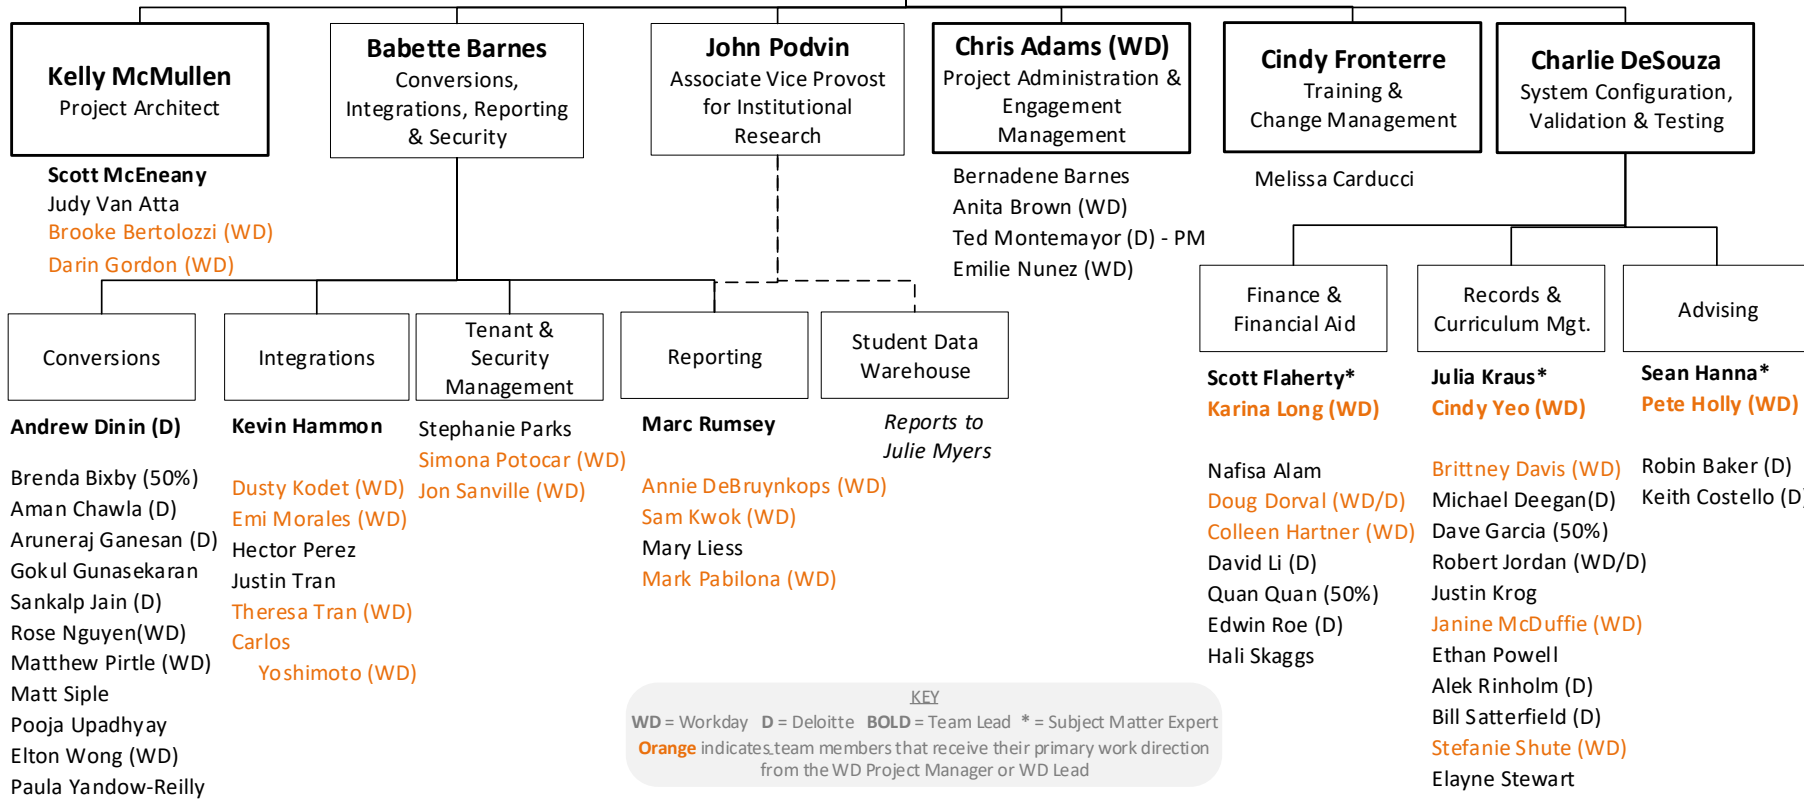 Kelly McMullen
Project Architect
Scott McEneany
Judy Van Atta
Brooke Bertolozzi (WD)
Darin Gordon (WD)
Babette Barnes
Conversions,
Integrations, Reporting
& Security
John Podvin
Associate Vice Provost
for Institutional
Research
Chris Adams (WD)
Project Administration &
Engagement
Management
Bernadene Barnes
Anita Brown (WD)
Ted Montemayor (D) - PM
Emilie Nunez (WD)
Cindy Fronterre
Training &
Change Management
Melissa Carducci
Charlie DeSouza
System Configuration,
Validation & Testing
Conversions
Andrew Dinin (D)
Brenda Bixby (50%)
Aman Chawla (D)
Aruneraj Ganesan (D)
Gokul Gunasekaran
Sankalp Jain (D)
Rose Nguyen(WD)
Matthew Pirtle (WD)
Matt Siple
Pooja Upadhyay
Elton Wong (WD)
Paula Yandow-Reilly
Integrations
Kevin Hammon
Dusty Kodet (WD)
Emi Morales (WD)
Hector Perez
Justin Tran
Theresa Tran (WD)
Carlos
Yoshimoto (WD)
Tenant &
Security
Management
Stephanie Parks
Simona Potocar (WD)
Jon Sanville (WD)
Reporting
Marc Rumsey
Annie DeBruynkops (WD)
Sam Kwok (WD)
Mary Liess
Mark Pabilona (WD)
Student Data
Warehouse
Reports to
Julie Myers
Finance &
Financial Aid
Scott Flaherty*
Karina Long (WD)
Nafisa Alam
Doug Dorval (WD/D)
Colleen Hartner (WD)
David Li (D)
Quan Quan (50%)
Edwin Roe (D)
Hali Skaggs
Records &
Curriculum Mgt.
Julia Kraus*
Cindy Yeo (WD)
Brittney Davis (WD)
Michael Deegan(D)
Dave Garcia (50%)
Robert Jordan (WD/D)
Justin Krog
Janine McDuffie (WD)
Ethan Powell
Alek Rinholm (D)
Bill Satterfield (D)
Stefanie Shute (WD)
Elayne Stewart
Advising
Sean Hanna*
Pete Holly (WD)
Robin Baker (D)
Keith Costello (D)
KEY
WD = Workday D = Deloitte BOLD = Team Lead * = Subject Matter Expert
Orange indicates team members that receive their primary work direction
from the WD Project Manager or WD Lead